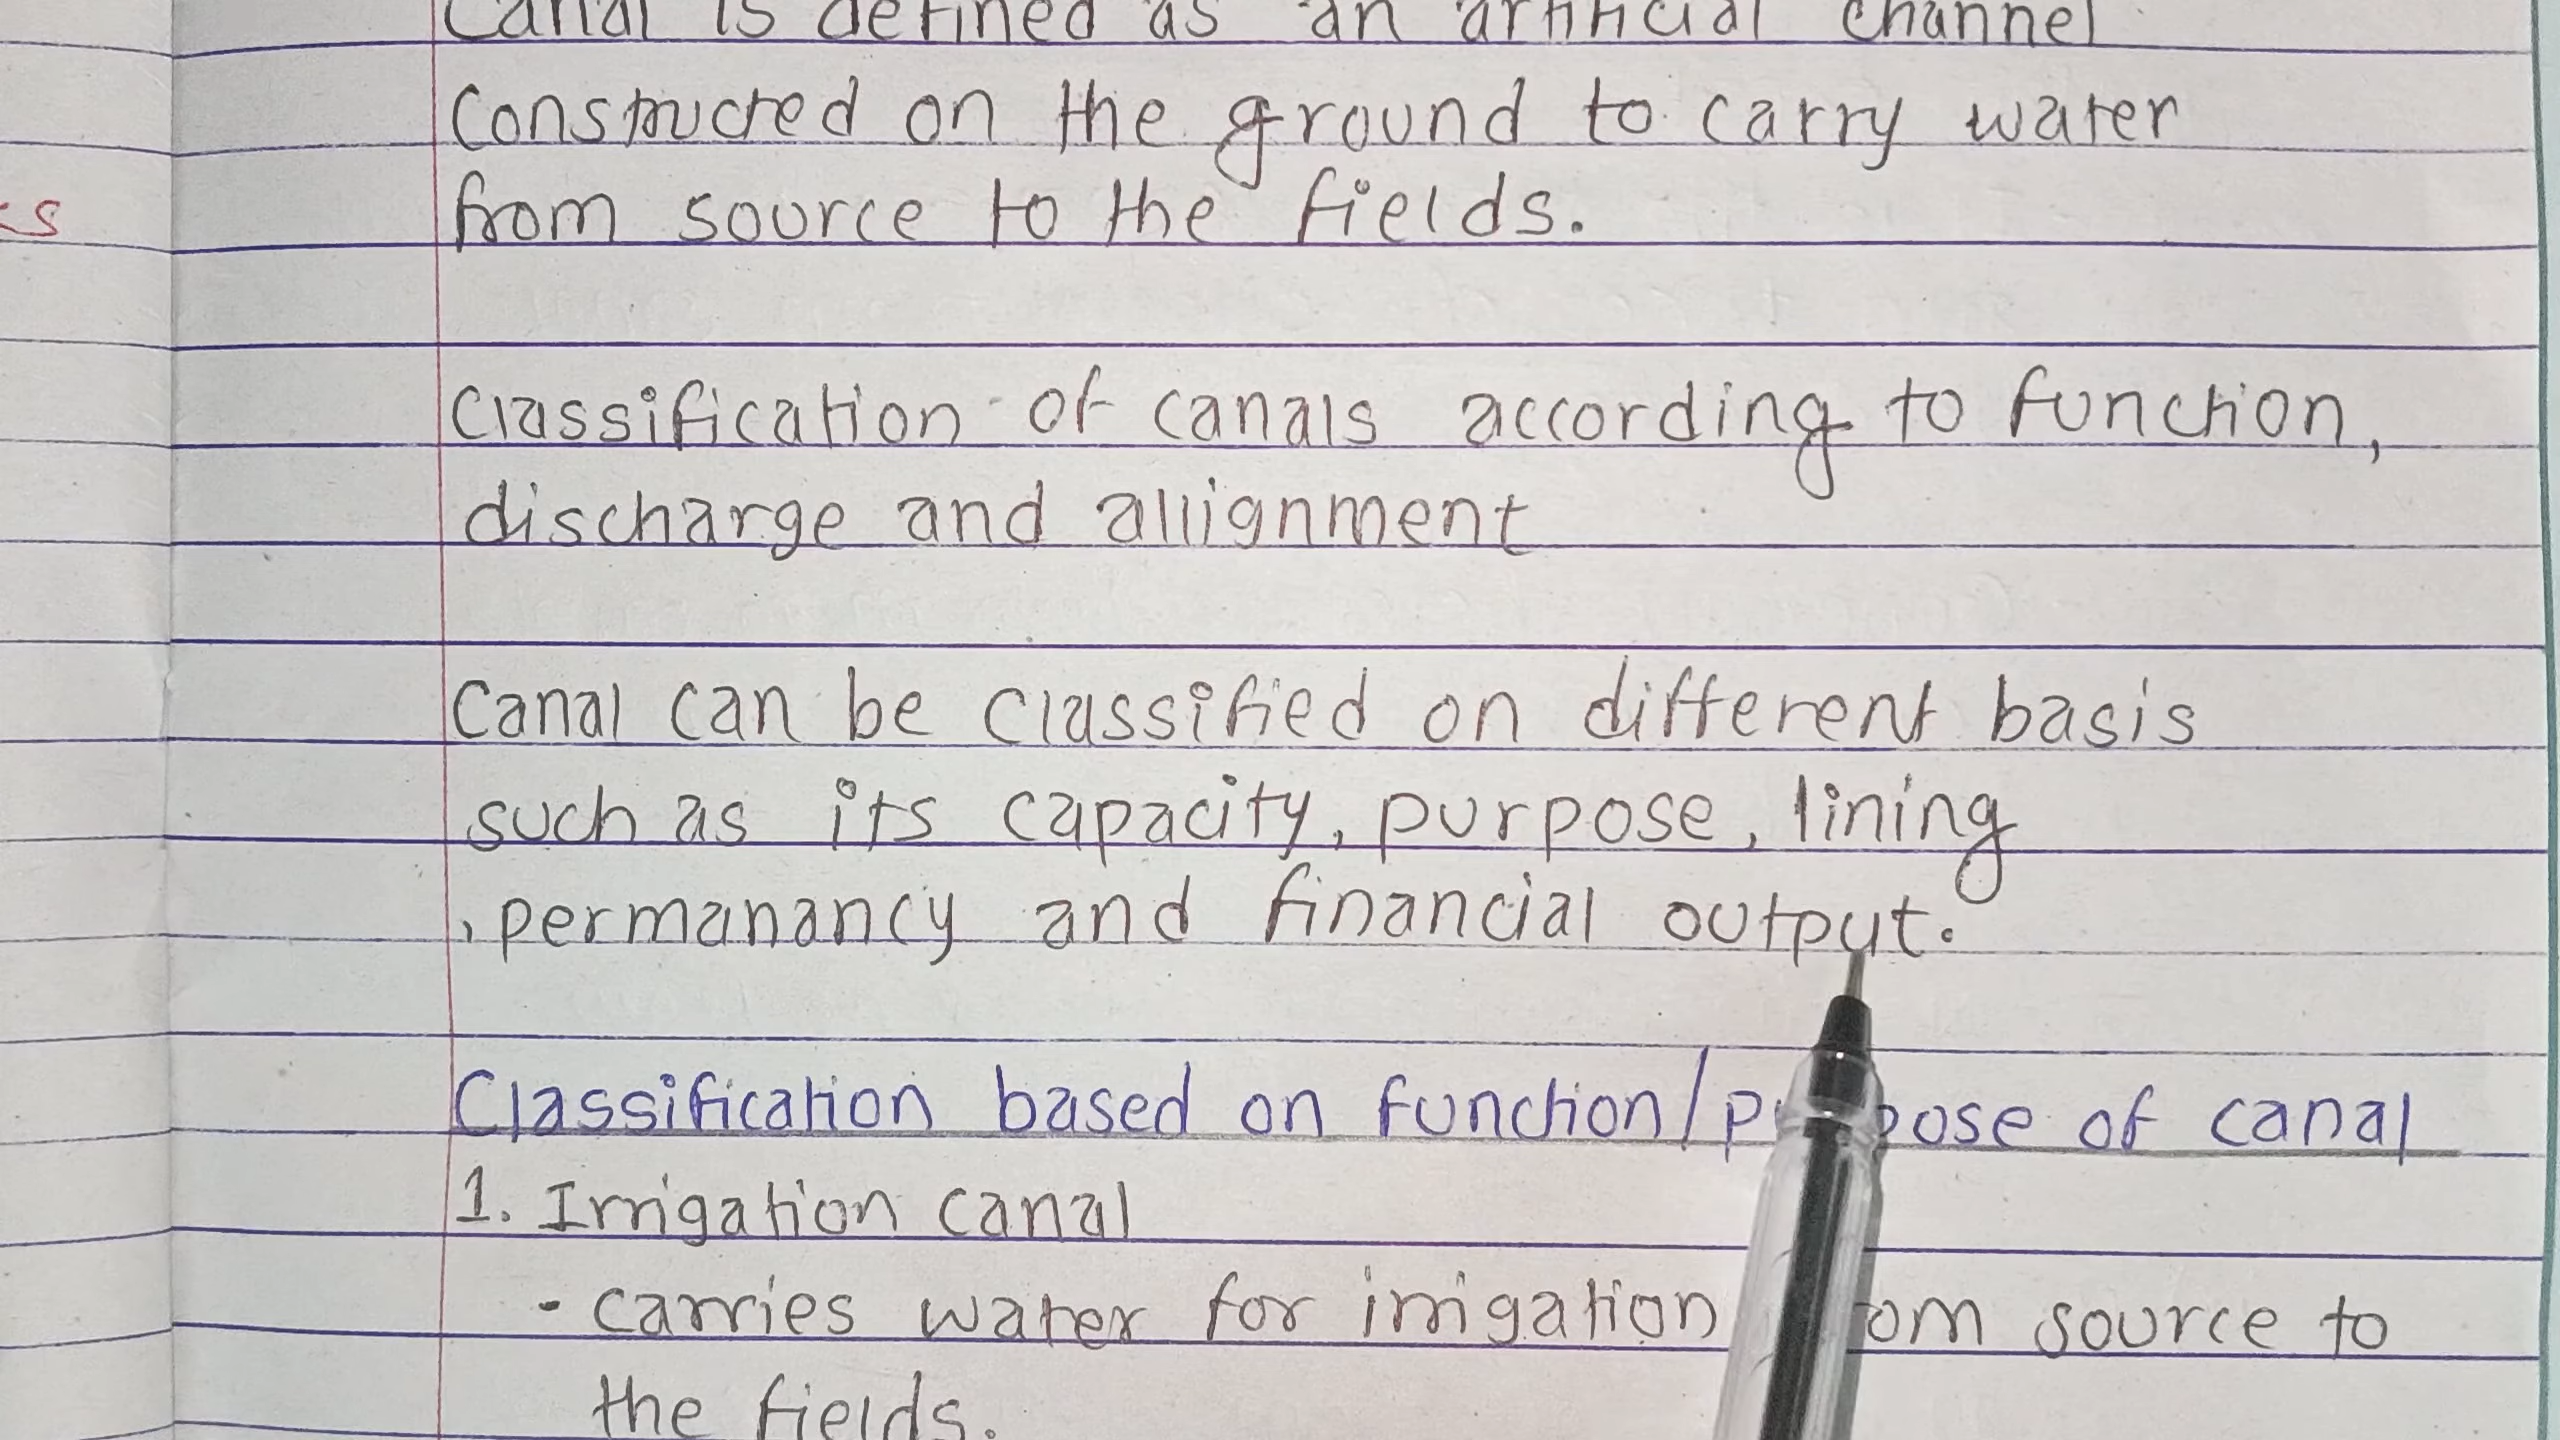 Canal is defined as an artificial channel
Constructed on the ground to carry water
from source to the fields.
Classification of canals according to function,
discharge and allignment
Canal can be classified on different basis
such as its capacity, purpose, lining
, permanancy and financial output.
Classification based on function/purpose of canal
1. Irrigation canal
- carries water for irrigation from source to
the fields.